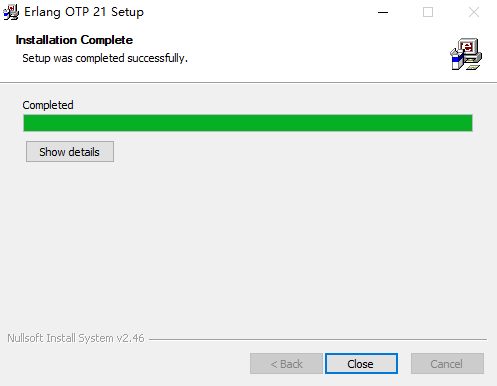 Erlang OTP 21 Setup
Installation Complete
Setup was completed successfully.
Completed
Show details
Nullsoft Install System v2.46
< Back
Close
Cancel